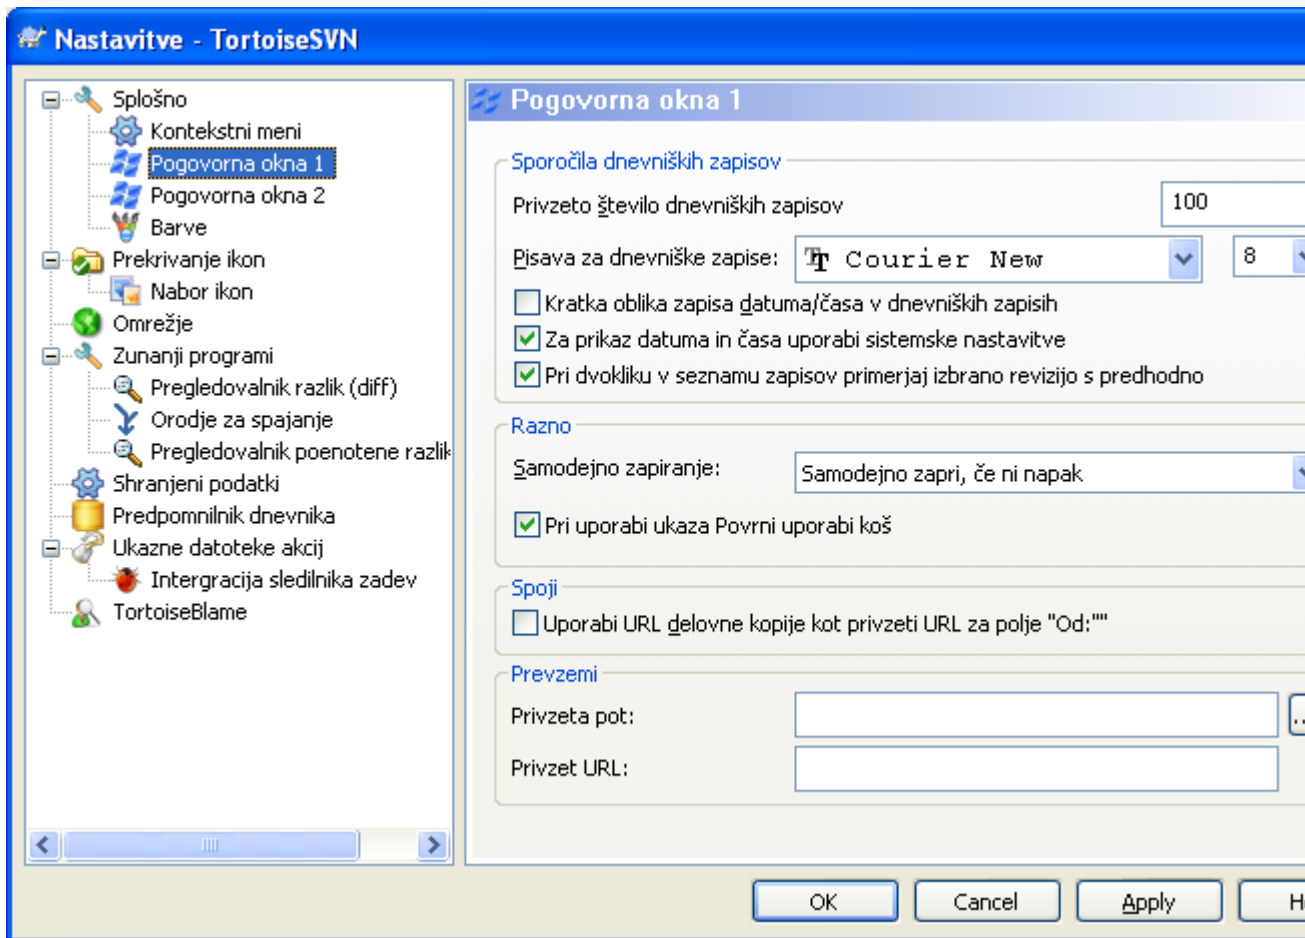 Nastavitve - TortoiseSVN
Splošno
Kontekstni meni
Pogovorna okna 1
Pogovorna okna 2
Barve
Prekrivanje ikon
Nabor ikon
Omrežje
Zunanji programi
Pregledovalnik razlik (diff)
Orodje za spajanje
Pregledovalnik poenotene razlik
Shranjeni podatki
Predpomnilnik dnevnika
Ukazne datoteke akcij
Intergracija sledilnika zadev
TortoiseBlame
Pogovorna okna 1
Sporočila dnevniških zapisov
Privzeto število dnevniških zapisov 100
Pisava za dnevniške zapise: Courier New 8
Kratka oblika zapisa datuma/časa v dnevniških zapisih
Za prikaz datuma in časa uporabi sistemske nastavitve
Pri dvokliku v seznamu zapisov primerjaj izbrano revizijo s predhodno
Razno
Samodejno zapiranje: Samodejno zapri, če ni napak
Pri uporabi ukaza Povrni uporabi koš
Spoji
Uporabi URL delovne kopije kot privzeti URL za polje "Od:""
Prevzemi
Privzeta pot:
Privzet URL:
OK Cancel Apply